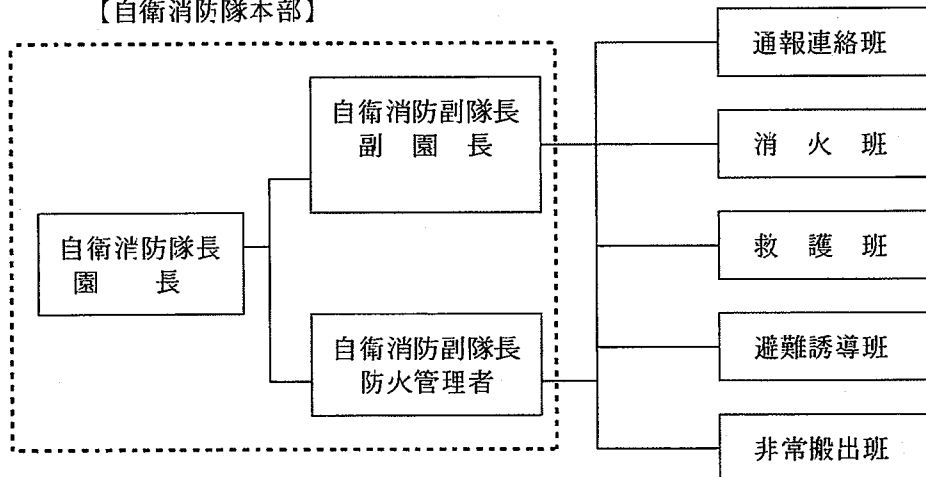 【自衛消防隊本部】
自衛消防隊長
園　　長
自衛消防副隊長
副　園　長
自衛消防副隊長
防火管理者
通報連絡班
消　火　班
救　護　班
避難誘導班
非常搬出班